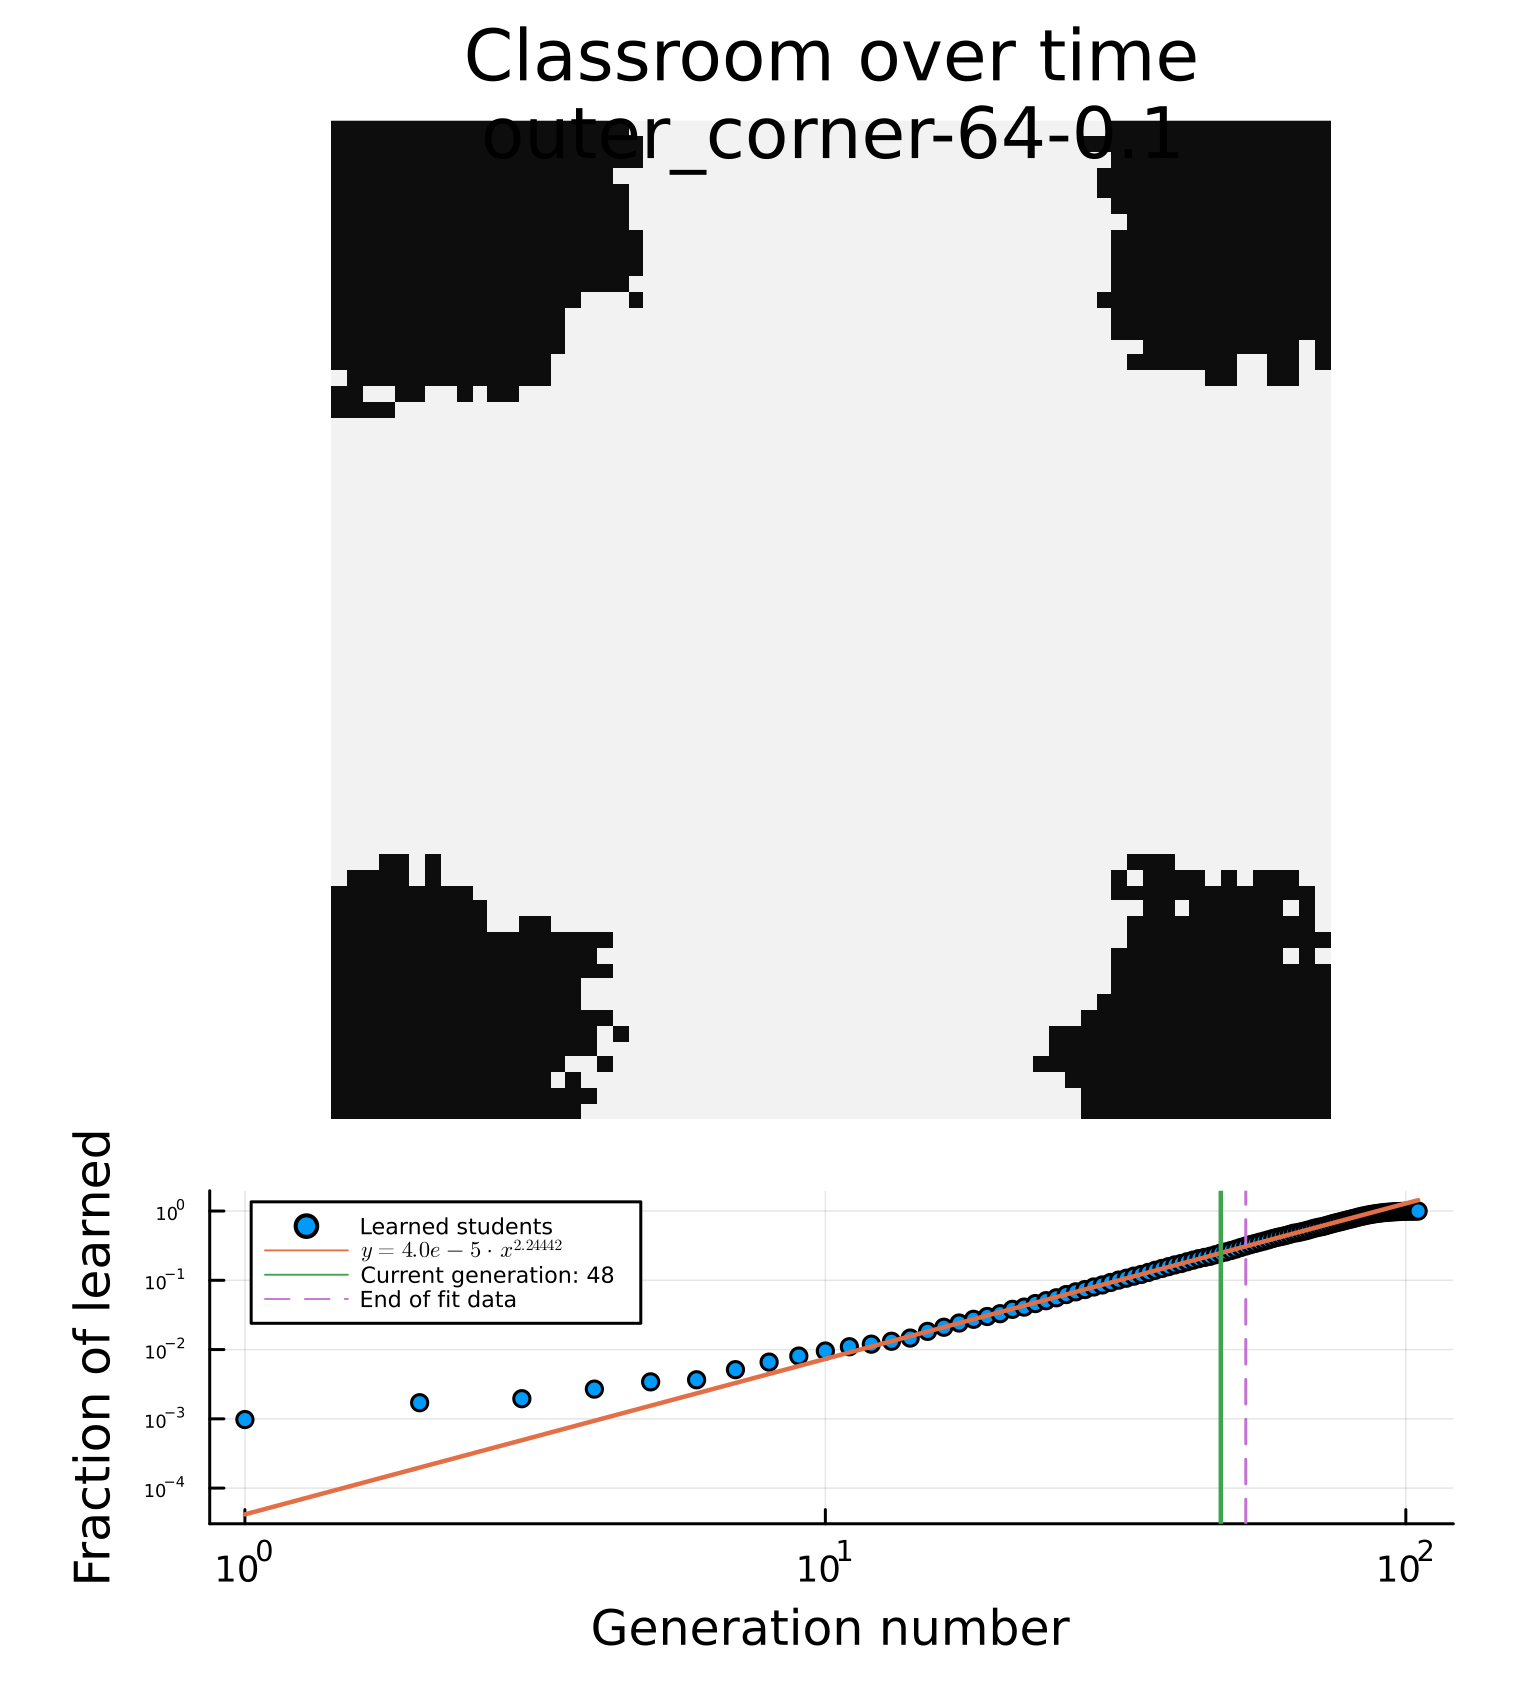 Classroom over time
outer_corner-64-0.1
Fraction of learned
10^0
10^−1
10^−2
10^−3
10^−4
Learned students
y = 4.0e − 5 · x^2.24442
Current generation: 48
End of fit data
10^0 10^1 10^2
Generation number